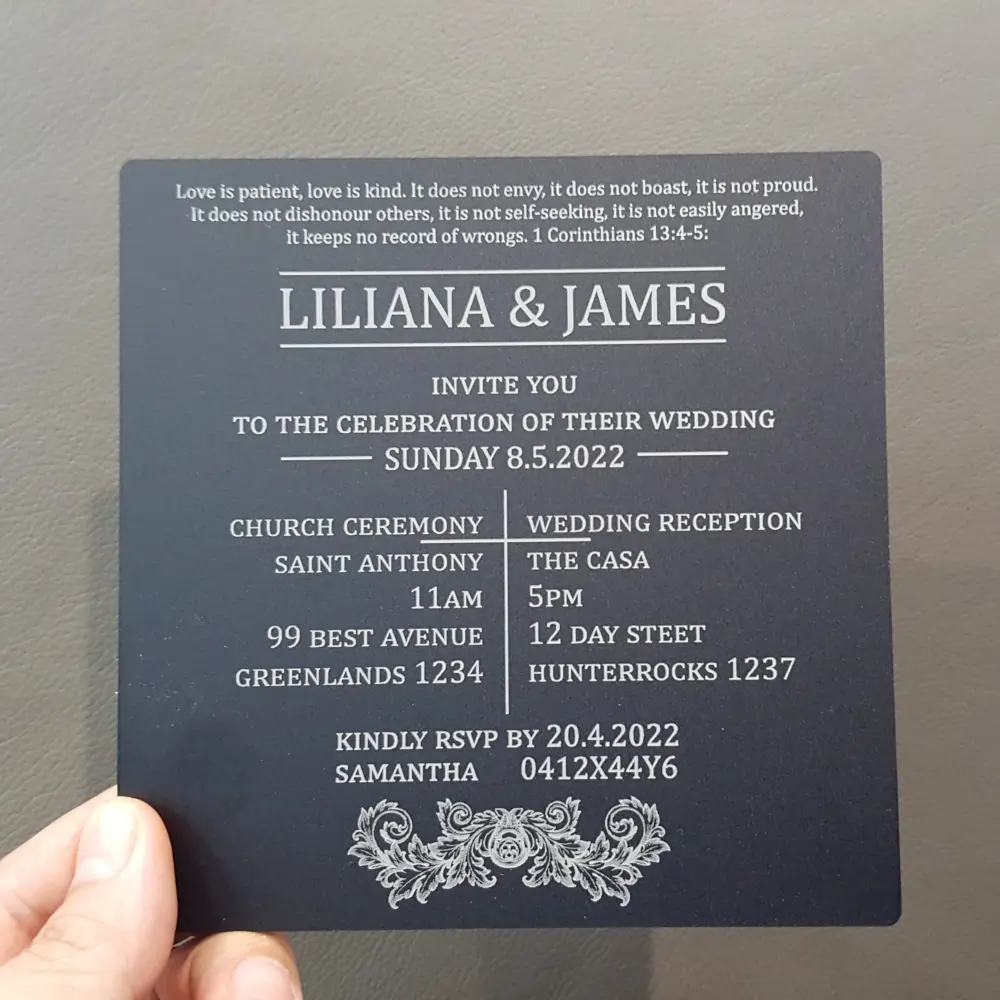 Love is patient, love is kind. It does not envy, it does not boast, it is not proud.
It does not dishonour others, it is not self-seeking, it is not easily angered,
it keeps no record of wrongs. 1 Corinthians 13:4-5:
LILIANA & JAMES
INVITE YOU
TO THE CELEBRATION OF THEIR WEDDING
SUNDAY 8.5.2022
CHURCH CEREMONY
SAINT ANTHONY
11AM
99 BEST AVENUE
GREENLANDS 1234
WEDDING RECEPTION
THE CASA
5PM
12 DAY STEET
HUNTERROCKS 1237
KINDLY RSVP BY 20.4.2022
SAMANTHA 0412X44Y6